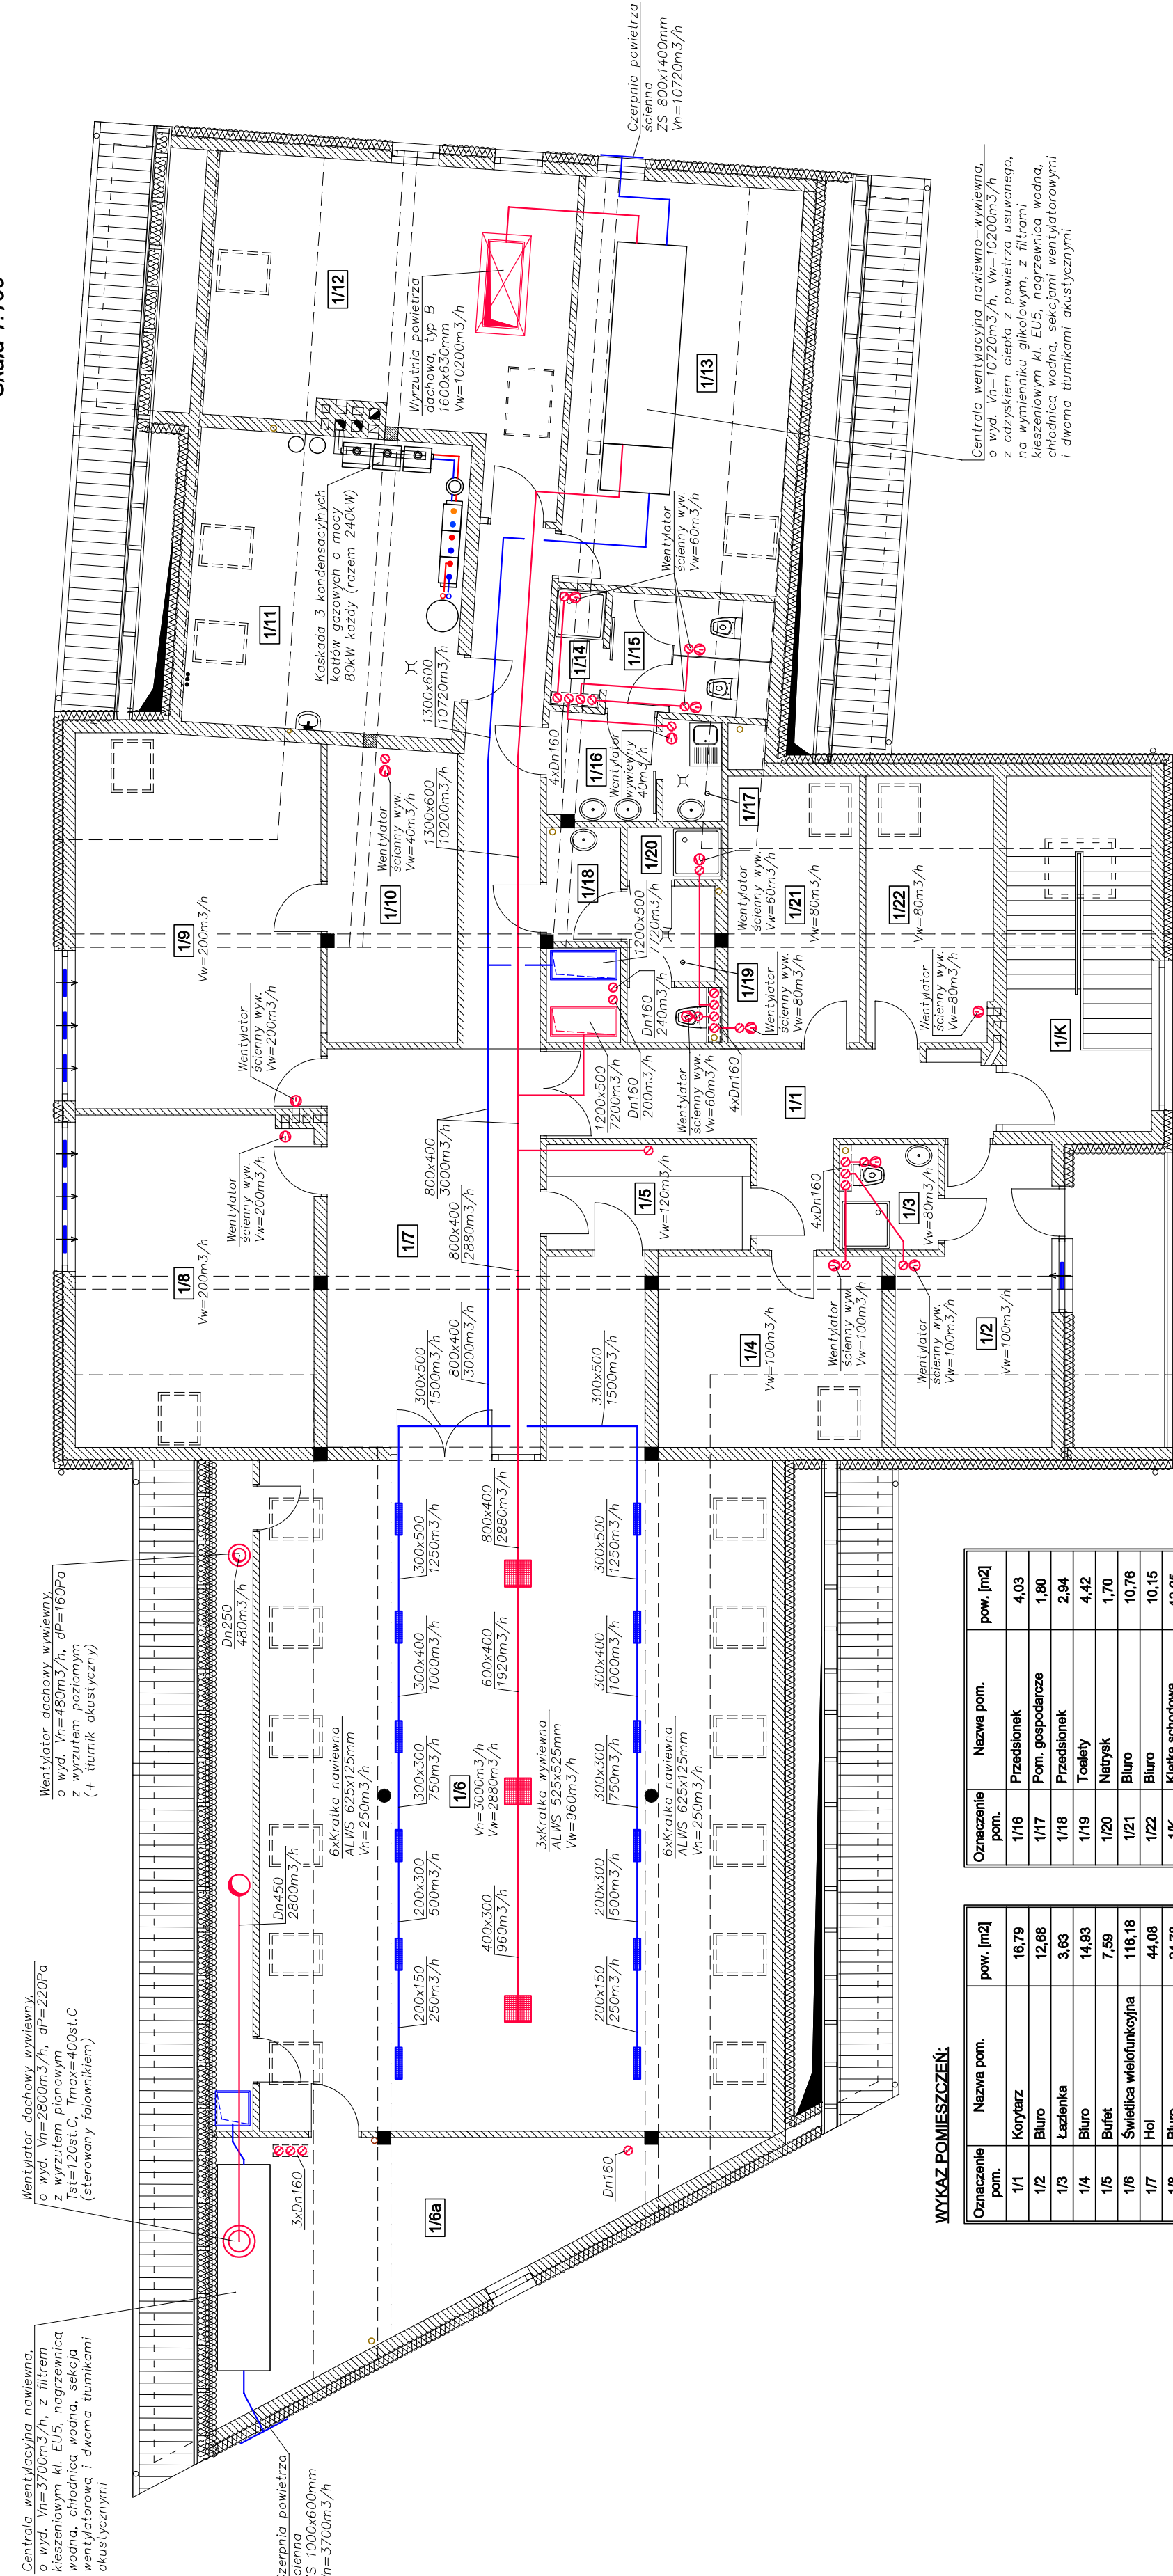 Czerpnia powietrza
ścienna
ZS 800x1400mm
Vn=10720m3/h
Centrala wentylacyjna nawiewno-wywiewna,
o wyd. Vn=10720m3/h, Vw=10200m3/h
z odzyskiem ciepła z powietrza usuwanego,
na wymienniku glikolowym, z filtrami
kieszeniowym kl. EU5, nagrzewnicą wodną,
chłodnicą wodną, sekcjami wentylatorowymi
i dwoma tłumikami akustycznymi
1/12
Wyrzutnia powietrza
dachowa, typ B
1600x630mm
Vw=10200m3/h
1/13
1/11
Kaskada 3 kondensacyjnych
kotłów gazowych o mocy
80kW każdy (razem 240kW)
1300x600
10720m3/h
Wentylator
ścienny wyw.
Vw=60m3/h
1/14
1/15
4xDn160
1/16
Wentylator
wywiewny
40m3/h
1/17
Wentylator
ścienny wyw.
Vw=40m3/h
1300x600
10200m3/h
1/10
1/9
Vw=200m3/h
Wentylator
ścienny wyw.
Vw=200m3/h
1/18
1/20
1200x500
7720m3/h
Wentylator
ścienny wyw.
Vw=60m3/h
1/21
Vw=80m3/h
1/22
Vw=80m3/h
Dn160
240m3/h
1/19
Wentylator
ścienny wyw.
Vw=80m3/h
Wentylator
ścienny wyw.
Vw=80m3/h
1/K
1200x500
7200m3/h
Dn160
200m3/h
Wentylator
ścienny wyw.
Vw=60m3/h
4xDn160
1/1
800x400
3000m3/h
800x400
2880m3/h
1/8
Vw=200m3/h
Wentylator
ścienny wyw.
Vw=200m3/h
1/7
1/5
Vw=120m3/h
4xDn160
1/3
Vw=80m3/h
300x500
1500m3/h
800x400
3000m3/h
300x500
1500m3/h
1/4
Vw=100m3/h
Wentylator
ścienny wyw.
Vw=100m3/h
Wentylator
ścienny wyw.
Vw=100m3/h
1/2
Vw=100m3/h
Wentylator dachowy wywiewny,
o wyd. Vn=480m3/h, dP=160Pa
z wyrzutem poziomym
(+ tłumik akustyczny)
Dn250
480m3/h
300x500
1250m3/h
800x400
2880m3/h
300x500
1250m3/h
300x400
1000m3/h
600x400
1920m3/h
300x400
1000m3/h
6xKratka nawiewna
ALWS 625x125mm
Vn=250m3/h
300x300
750m3/h
1/6
Vn=3000m3/h
Vw=2880m3/h
3xKratka wywiewna
ALWS 525x525mm
Vw=960m3/h
300x300
750m3/h
6xKratka nawiewna
ALWS 625x125mm
Vn=250m3/h
Dn450
2800m3/h
200x300
500m3/h
400x300
960m3/h
200x300
500m3/h
200x150
250m3/h
200x150
250m3/h
Wentylator dachowy wywiewny,
o wyd. Vn=2800m3/h, dP=220Pa
z wyrzutem pionowym
Tst=120st.C, Tmax=400st.C
(sterowany falownikiem)
3xDn160
Dn160
1/6a
Centrala wentylacyjna nawiewna,
o wyd. Vn=3700m3/h, z filtrem
kieszeniowym kl. EU5, nagrzewnicą
wodną, chłodnicą wodną, sekcją
wentylatorową i dwoma tłumikami
akustycznymi
WYKAZ POMIESZCZEŃ:
Oznaczenie pom. Nazwa pom. pow. [m2]
1/1 Korytarz 16,79
1/2 Biuro 12,68
1/3 Łazienka 3,63
1/4 Biuro 14,93
1/5 Bufet 7,59
1/6 Świetlica wielofunkcyjna 116,18
1/7 Hol 44,08
Oznaczenie pom. Nazwa pom. pow. [m2]
1/16 Przedsionek 4,03
1/17 Pom. gospodarcze 1,80
1/18 Przedsionek 2,94
1/19 Toalety 4,42
1/20 Natrysk 1,70
1/21 Biuro 10,76
1/22 Biuro 10,15